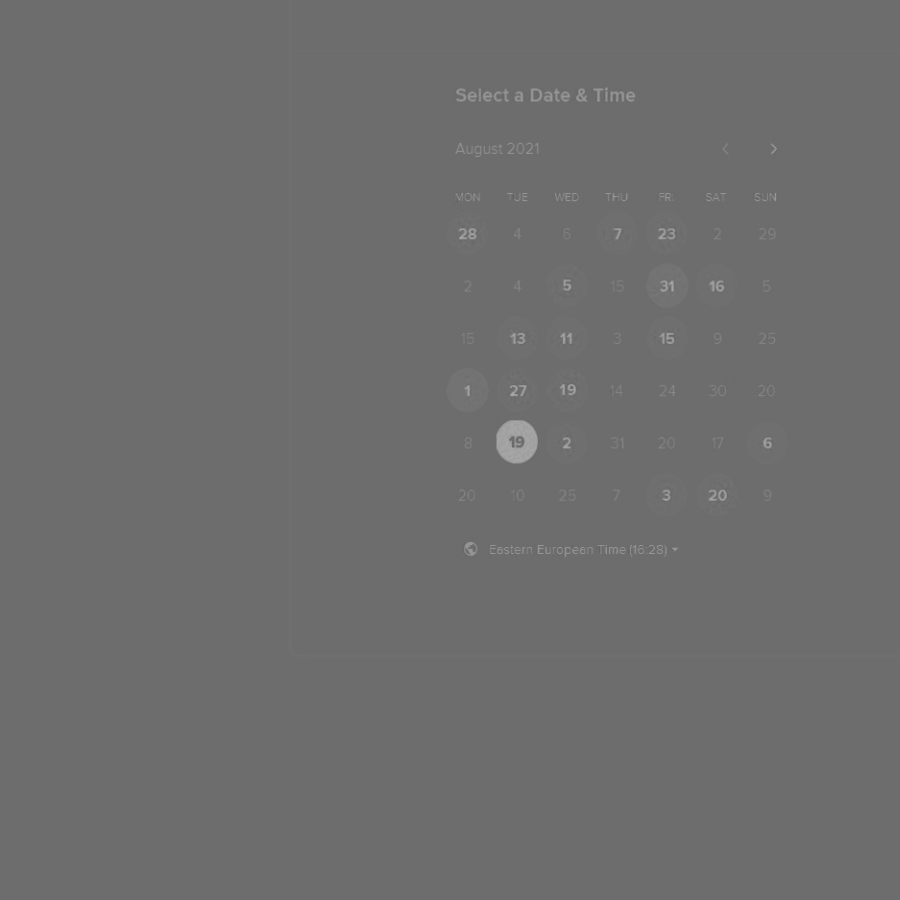 Select a Date & Time
August 2021
MON TUE WED THU FRI SAT SUN
28 4 6 7 23 2 29
2 4 5 15 31 16 5
15 13 11 3 15 9 25
1 27 19 14 24 30 20
8 19 2 31 20 17 6
20 10 25 7 3 20 9
Eastern European Time (16:28)